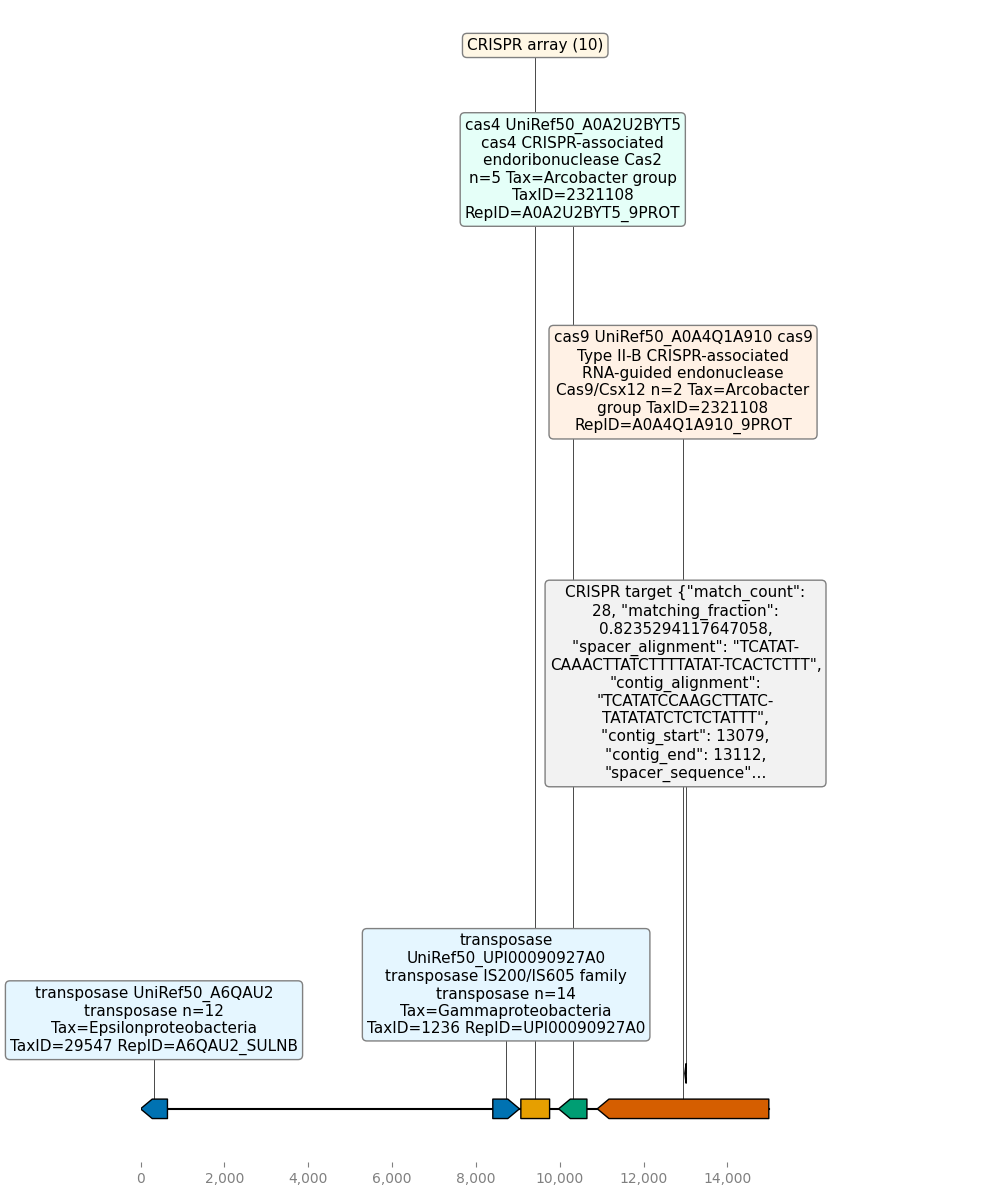 CRISPR array (10)
cas4 UniRef50_A0A2U2BYT5
cas4 CRISPR-associated
endoribonuclease Cas2
n=5 Tax=Arcobacter group
TaxID=2321108
RepID=A0A2U2BYT5_9PROT
cas9 UniRef50_A0A4Q1A910 cas9
Type II-B CRISPR-associated
RNA-guided endonuclease
Cas9/Csx12 n=2 Tax=Arcobacter
group TaxID=2321108
RepID=A0A4Q1A910_9PROT
CRISPR target {"match_count":
28, "matching_fraction":
0.8235294117647058,
"spacer_alignment": "TCATAT-
CAAACTTATCTTTTATAT-TCACTCTTT",
"contig_alignment":
"TCATATCCAAGCTTATC-
TATATATCTCTCTATTT",
"contig_start": 13079,
"contig_end": 13112,
"spacer_sequence"...
transposase
UniRef50_UPI00090927A0
transposase IS200/IS605 family
transposase n=14
Tax=Gammaproteobacteria
TaxID=1236 RepID=UPI00090927A0
transposase UniRef50_A6QAU2
transposase n=12
Tax=Epsilonproteobacteria
TaxID=29547 RepID=A6QAU2_SULNB
0 2,000 4,000 6,000 8,000 10,000 12,000 14,000